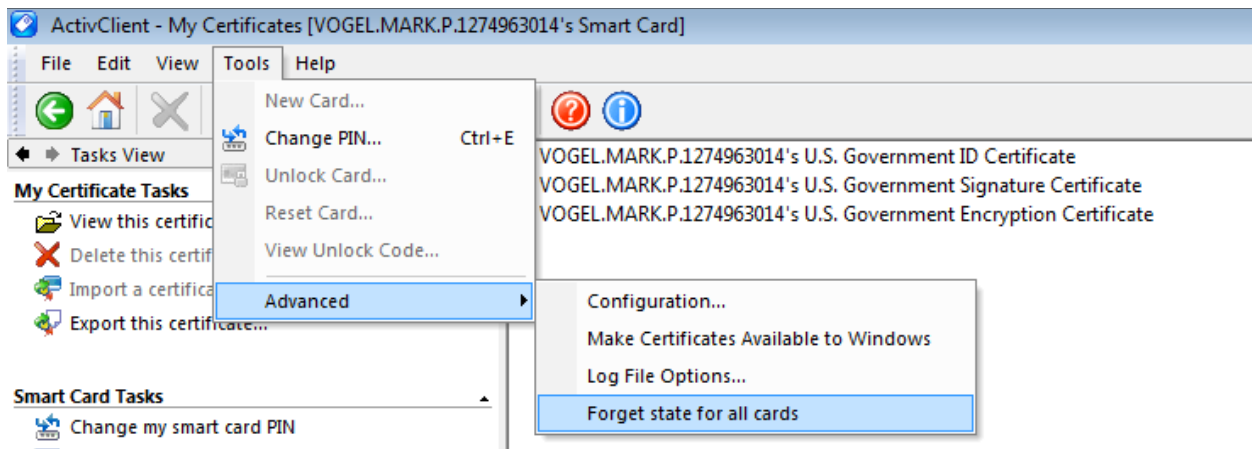 ActivClient - My Certificates [VOGEL.MARK.P.1274963014's Smart Card]
File Edit View Tools Help
New Card...
Change PIN... Ctrl+E
Unlock Card...
Reset Card...
View Unlock Code...
Advanced
Configuration...
Make Certificates Available to Windows
Log File Options...
Forget state for all cards
Tasks View
My Certificate Tasks
View this certific
Delete this certif
Import a certifica
Export this certificate...
Smart Card Tasks
Change my smart card PIN
VOGEL.MARK.P.1274963014's U.S. Government ID Certificate
VOGEL.MARK.P.1274963014's U.S. Government Signature Certificate
VOGEL.MARK.P.1274963014's U.S. Government Encryption Certificate